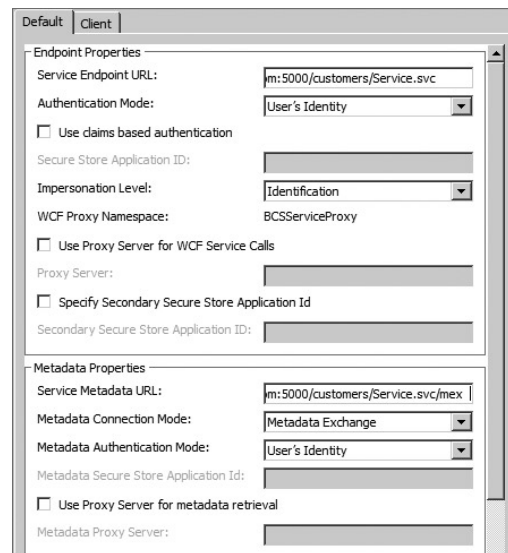 Default
Client
Endpoint Properties
Service Endpoint URL: om:5000/customers/Service.svc
Authentication Mode: User's Identity
Use claims based authentication
Secure Store Application ID:
Impersonation Level: Identification
WCF Proxy Namespace: BCSServiceProxy
Use Proxy Server for WCF Service Calls
Proxy Server:
Specify Secondary Secure Store Application Id
Secondary Secure Store Application ID:
Metadata Properties
Service Metadata URL: om:5000/customers/Service.svc/mex
Metadata Connection Mode: Metadata Exchange
Metadata Authentication Mode: User's Identity
Metadata Secure Store Application Id:
Use Proxy Server for metadata retrieval
Metadata Proxy Server: